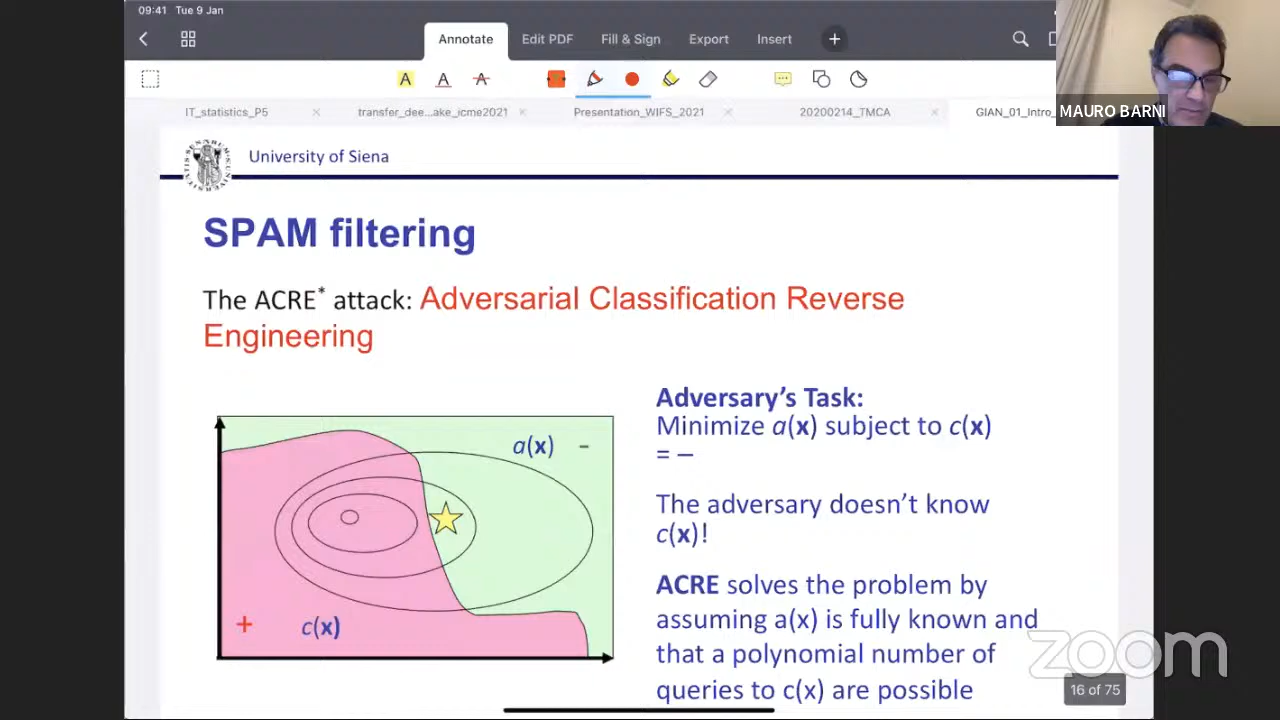 09:41 Tue 9 Jan
Annotate Edit PDF Fill & Sign Export Insert
A A A
IT_statistics_P5 transfer_dee...ake_icme2021 Presentation_WIFS_2021 20200214_TMCA GIAN_01_Intro_
MAURO BARNI
University of Siena
SPAM filtering
The ACRE* attack: Adversarial Classification Reverse
Engineering
a(x) -
+ c(x)
Adversary's Task:
Minimize a(x) subject to c(x)
= –
The adversary doesn't know
c(x)!
ACRE solves the problem by
assuming a(x) is fully known and
that a polynomial number of
queries to c(x) are possible
zoom
16 of 75